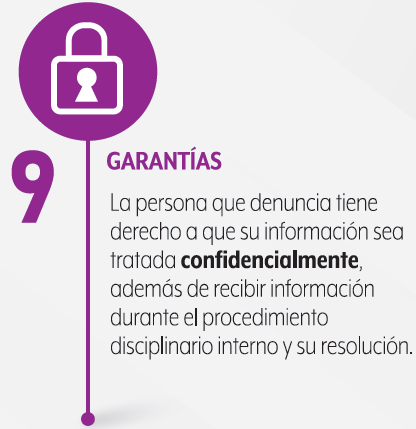 9
GARANTÍAS
La persona que denuncia tiene
derecho a que su información sea
tratada confidencialmente,
además de recibir información
durante el procedimiento
disciplinario interno y su resolución.